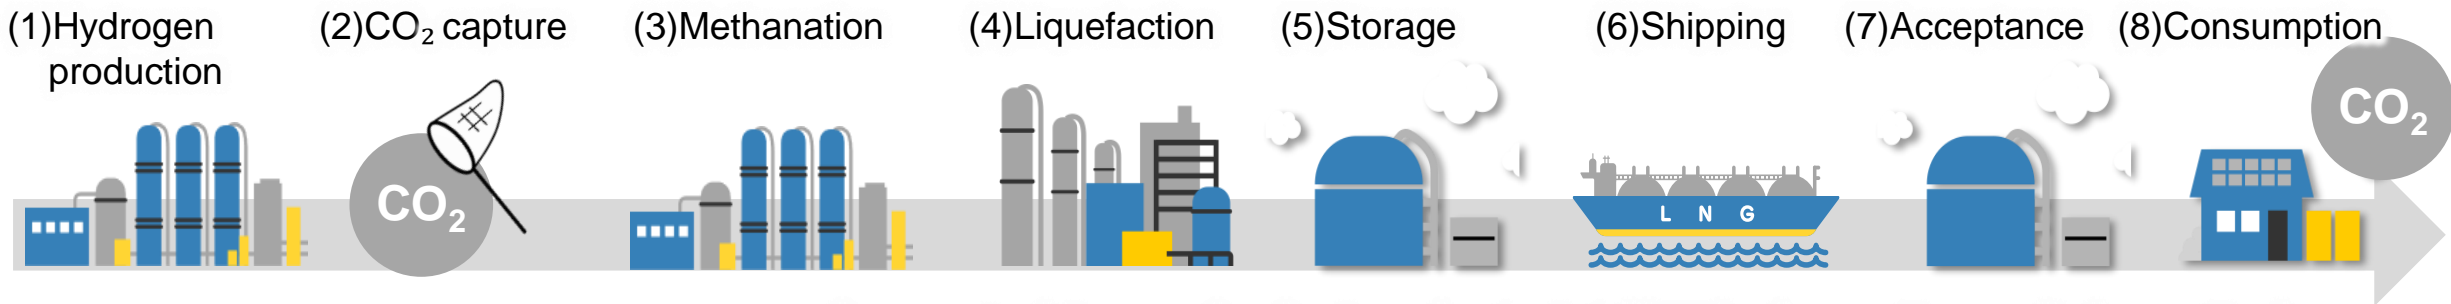 (1)Hydrogen
production
(2)CO₂ capture
(3)Methanation
(4)Liquefaction
(5)Storage
(6)Shipping
(7)Acceptance
(8)Consumption
CO₂
LNG
CO₂